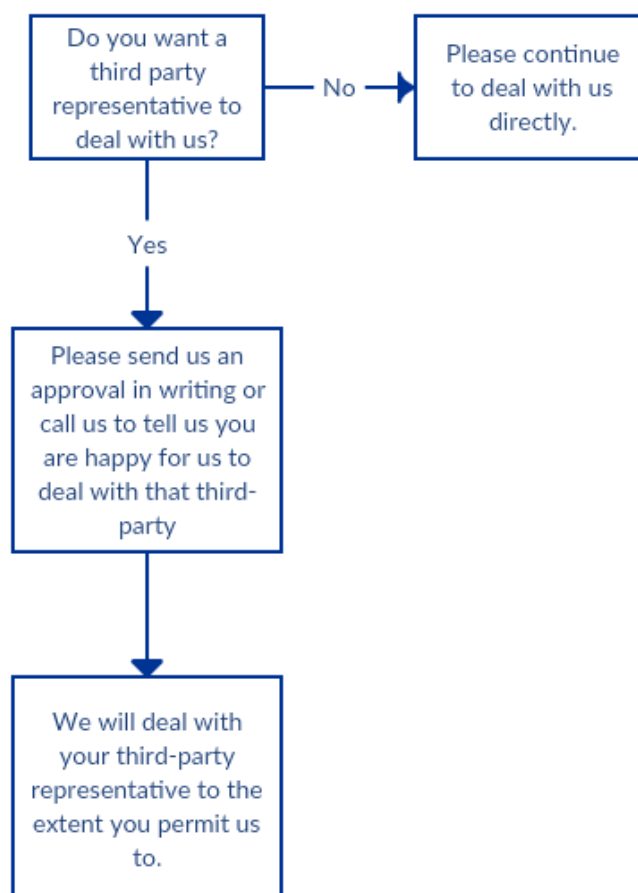 Do you want a
third party
representative to
deal with us?
No
Please continue
to deal with us
directly.
Yes
Please send us an
approval in writing or
call us to tell us you
are happy for us to
deal with that third-
party
We will deal with
your third-party
representative to the
extent you permit us
to.